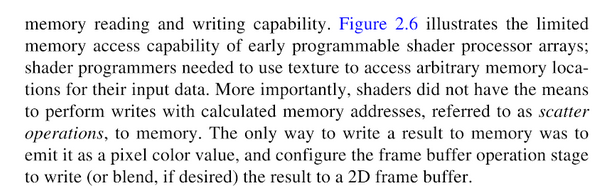 memory reading and writing capability. Figure 2.6 illustrates the limited
memory access capability of early programmable shader processor arrays;
shader programmers needed to use texture to access arbitrary memory loca-
tions for their input data. More importantly, shaders did not have the means
to perform writes with calculated memory addresses, referred to as scatter
operations, to memory. The only way to write a result to memory was to
emit it as a pixel color value, and configure the frame buffer operation stage
to write (or blend, if desired) the result to a 2D frame buffer.